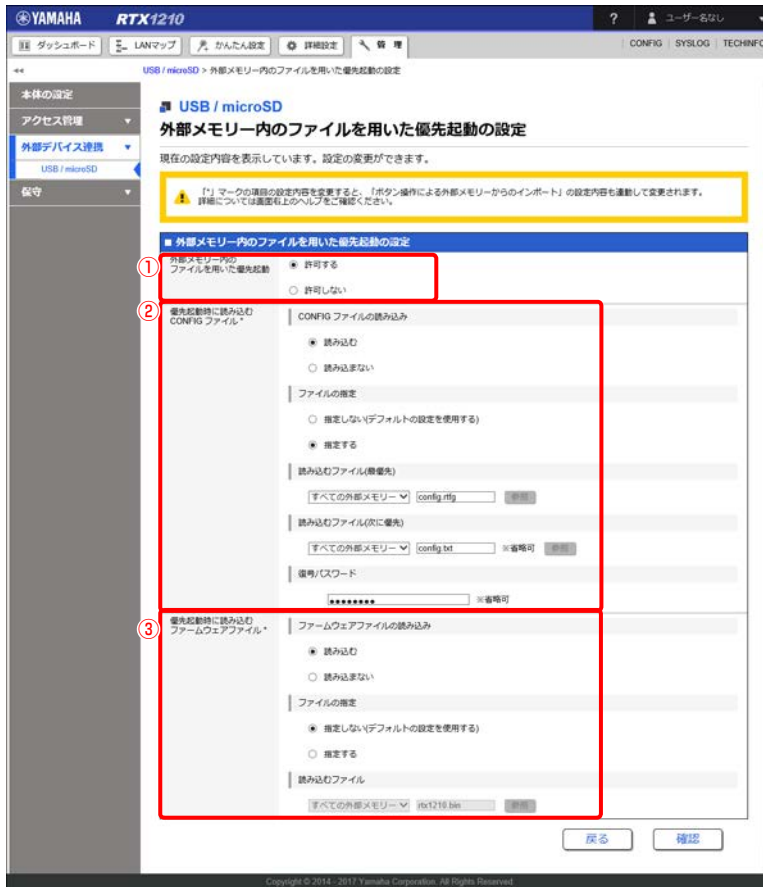 YAMAHA RTX1210 ? ユーザー名なし
ダッシュボード LANマップ かんたん設定 詳細設定 管理 CONFIG SYSLOG TECHINFO
USB / microSD > 外部メモリー内のファイルを用いた優先起動の設定
本体の設定
アクセス管理
外部デバイス連携
USB / microSD
保守
USB / microSD
外部メモリー内のファイルを用いた優先起動の設定
現在の設定内容を表示しています。設定の変更ができます。
「*」マークの項目の設定内容を変更すると、「ボタン操作による外部メモリーからのインポート」の設定内容も連動して変更されます。
詳細については画面右上のヘルプをご確認ください。
■ 外部メモリー内のファイルを用いた優先起動の設定
①
外部メモリー内の
ファイルを用いた優先起動
許可する
許可しない
②
優先起動時に読み込む
CONFIG ファイル *
CONFIG ファイルの読み込み
読み込む
読み込まない
ファイルの指定
指定しない(デフォルトの設定を使用する)
指定する
読み込むファイル(最優先)
すべての外部メモリー config.rtfg 参照
読み込むファイル(次に優先)
すべての外部メモリー config.txt ※省略可 参照
復号パスワード
●●●●●●●● ※省略可
③
優先起動時に読み込む
ファームウェアファイル *
ファームウェアファイルの読み込み
読み込む
読み込まない
ファイルの指定
指定しない(デフォルトの設定を使用する)
指定する
読み込むファイル
すべての外部メモリー rtx1210.bin 参照
戻る 確認
Copyright © 2014 - 2017 Yamaha Corporation. All Rights Reserved.